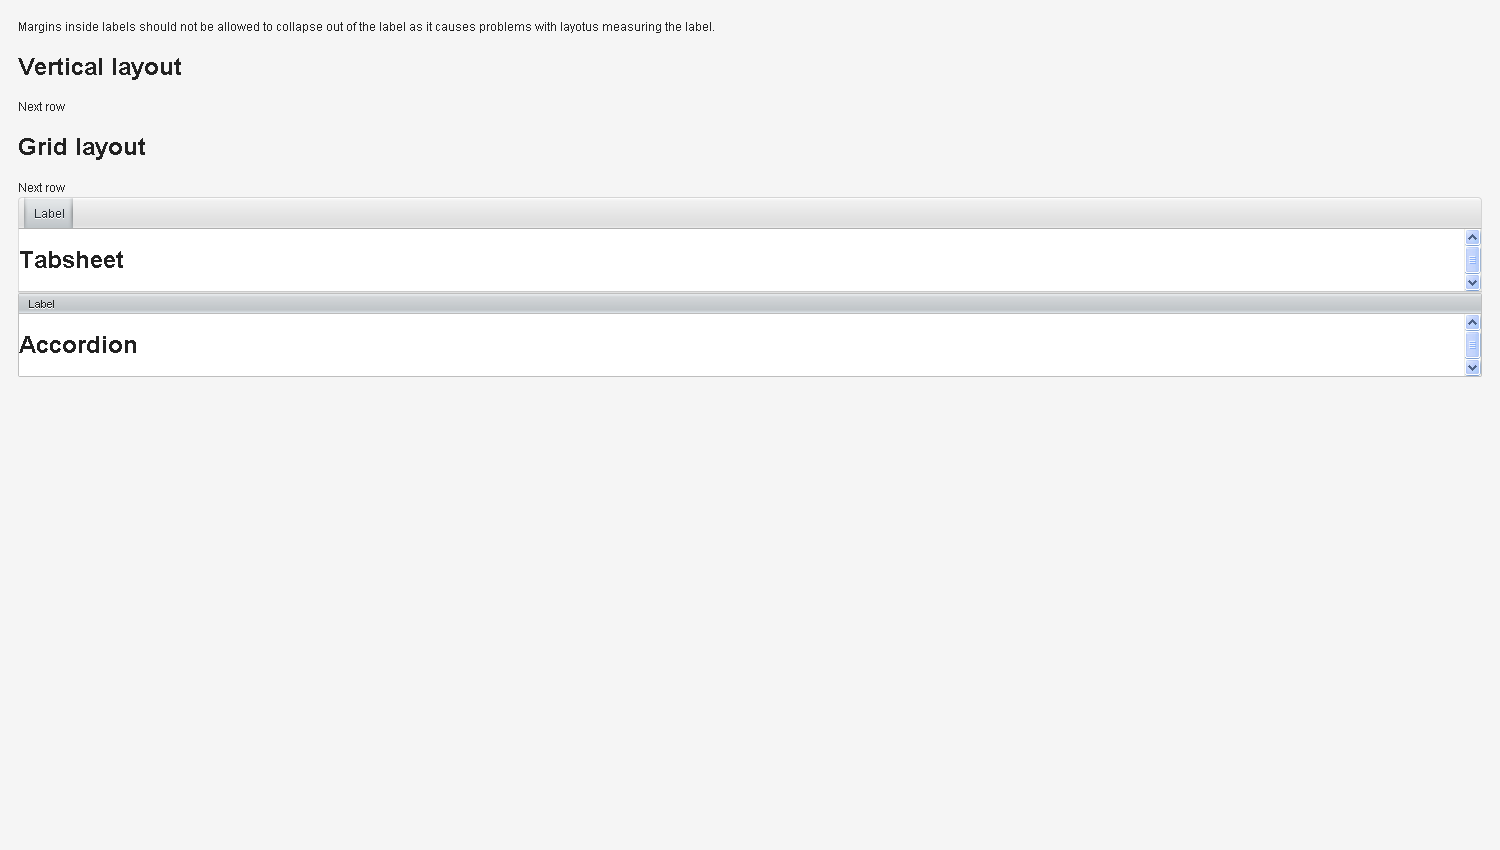 Margins inside labels should not be allowed to collapse out of the label as it causes problems with layotus measuring the label.
Vertical layout
Next row
Grid layout
Next row
Label
Tabsheet
Label
Accordion